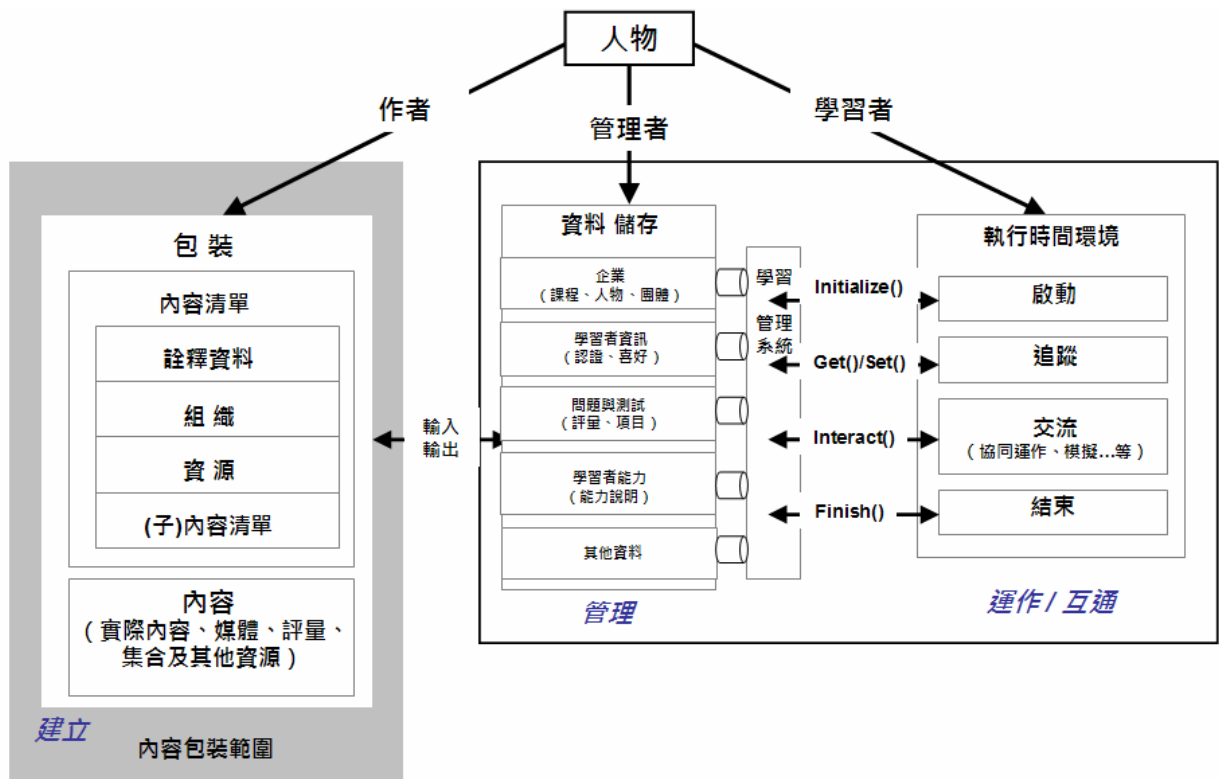 人物
作者
管理者
學習者
包 裝
內容清單
詮釋資料
組 織
資 源
(子)內容清單
內容
（實際內容、媒體、評量、
集合及其他資源）
建立
內容包裝範圍
輸入
輸出
資料 儲存
企業
（課程、人物、團體）
學習者資訊
（認證、喜好）
問題與測試
（評量、項目）
學習者能力
（能力說明）
其他資料
管理
學習
管理
系統
Initialize()
Get()/Set()
Interact()
Finish()
執行時間環境
啟動
追蹤
交流
（協同運作、模擬...等）
結束
運作 / 互通